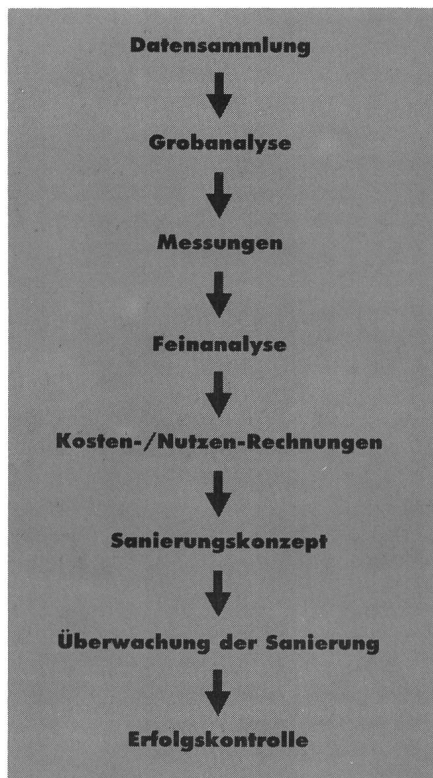 Datensammlung
Grobanalyse
Messungen
Feinanalyse
Kosten-/Nutzen-Rechnungen
Sanierungskonzept
Überwachung der Sanierung
Erfolgskontrolle